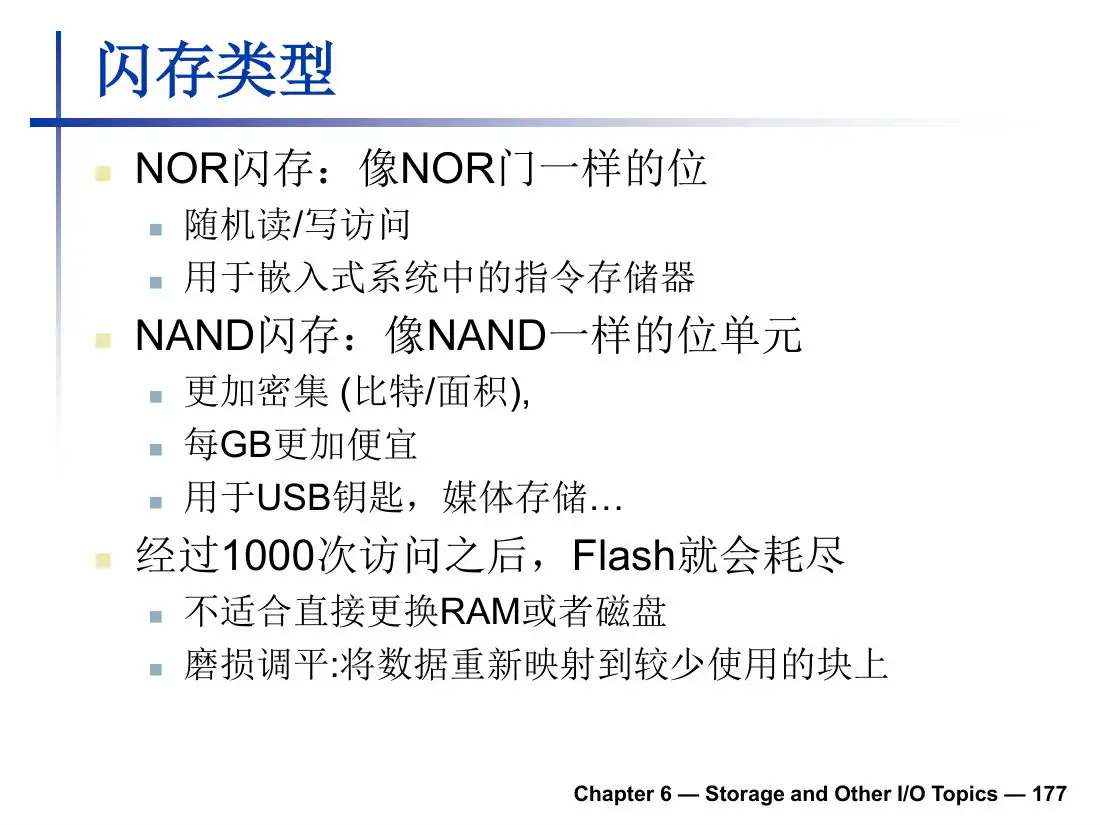 闪存类型
NOR闪存：像NOR门一样的位
随机读/写访问
用于嵌入式系统中的指令存储器
NAND闪存：像NAND一样的位单元
更加密集 (比特/面积),
每GB更加便宜
用于USB钥匙，媒体存储…
经过1000次访问之后，Flash就会耗尽
不适合直接更换RAM或者磁盘
磨损调平:将数据重新映射到较少使用的块上
Chapter 6 — Storage and Other I/O Topics — 177